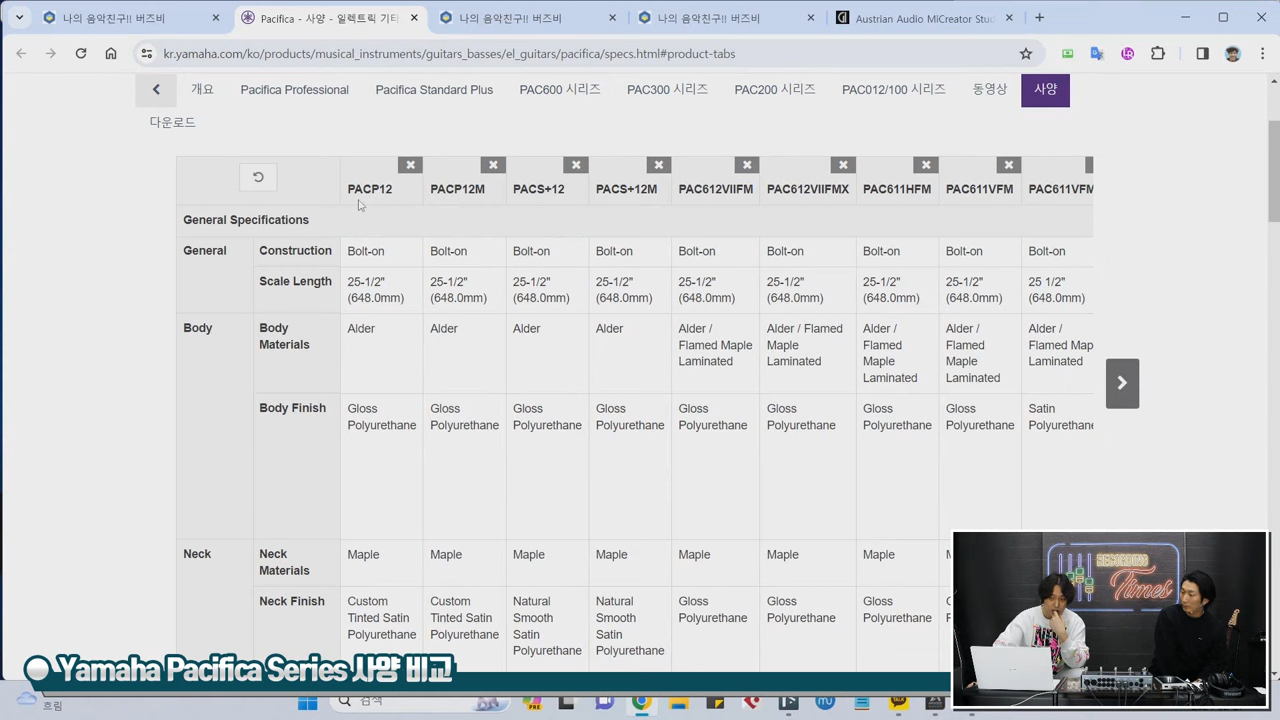 나의 음악친구!! 버즈비
Pacifica - 사양 - 일렉트릭 기타
나의 음악친구!! 버즈비
나의 음악친구!! 버즈비
Austrian Audio MiCreator Stud
kr.yamaha.com/ko/products/musical_instruments/guitars_basses/el_guitars/pacifica/specs.html#product-tabs
개요 Pacifica Professional Pacifica Standard Plus PAC600 시리즈 PAC300 시리즈 PAC200 시리즈 PAC012/100 시리즈 동영상 사양
다운로드
PACP12 PACP12M PACS+12 PACS+12M PAC612VIIFM PAC612VIIFMX PAC611HFM PAC611VFM PAC611VFM
General Specifications
General Construction Bolt-on Bolt-on Bolt-on Bolt-on Bolt-on Bolt-on Bolt-on Bolt-on Bolt-on
Scale Length 25-1/2" 25-1/2" 25-1/2" 25-1/2" 25-1/2" 25-1/2" 25-1/2" 25-1/2" 25 1/2"
(648.0mm) (648.0mm) (648.0mm) (648.0mm) (648.0mm) (648.0mm) (648.0mm) (648.0mm) (648.0mm)
Body Body Alder Alder Alder Alder Alder / Alder / Flamed Alder / Alder / Alder /
Materials Flamed Maple Maple Flamed Flamed Flamed Map
Laminated Laminated Maple Maple Laminated
Laminated Laminated
Body Finish Gloss Gloss Gloss Gloss Gloss Gloss Gloss Gloss Satin
Polyurethane Polyurethane Polyurethane Polyurethane Polyurethane Polyurethane Polyurethane Polyurethane Polyurethane
Neck Neck Maple Maple Maple Maple Maple Maple Maple
Materials
Neck Finish Custom Custom Natural Natural Gloss Gloss Gloss
Tinted Satin Tinted Satin Smooth Smooth Polyurethane Polyurethane Polyurethane
Polyurethane Polyurethane Satin Satin
Polyurethane Polyurethane
RECORDING
Times
Yamaha Pacifica Series 사양 비교
흐림
검색